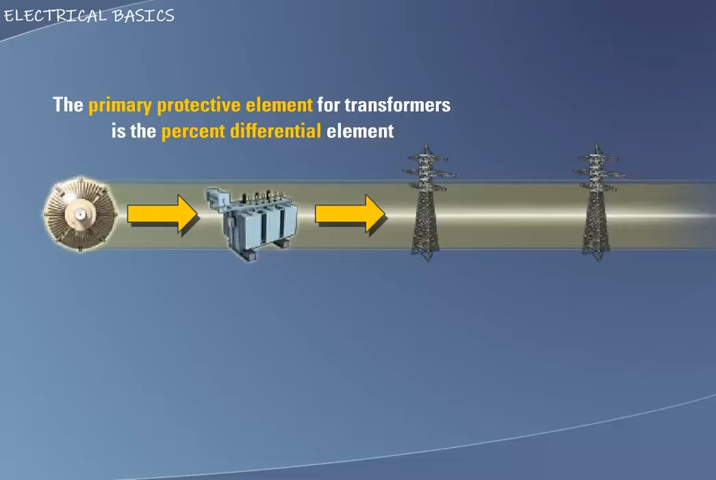 ELECTRICAL BASICS
The primary protective element for transformers
is the percent differential element